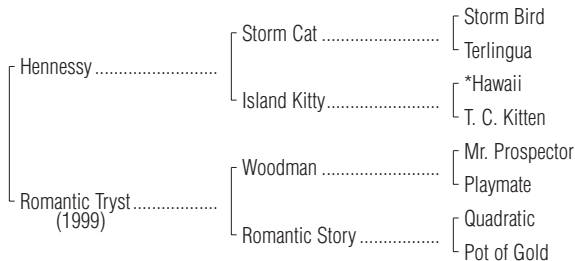 Storm Bird
Storm Cat ........................
Terlingua
Hennessy .........................
*Hawaii
Island Kitty.......................
T. C. Kitten
Mr. Prospector
Woodman ........................
Playmate
Romantic Tryst..................
(1999)
Quadratic
Romantic Story.................
Pot of Gold